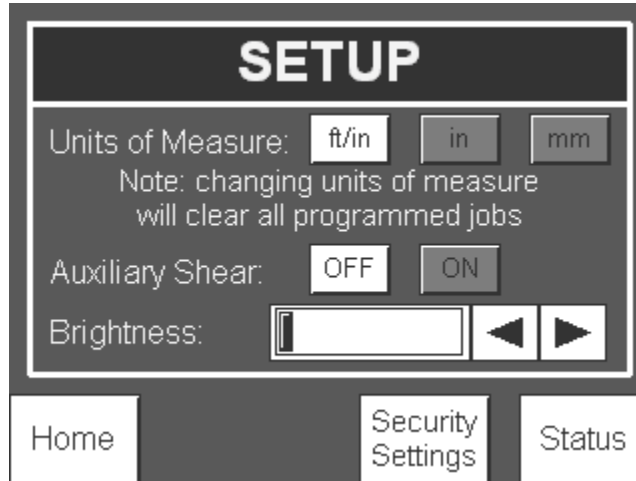 SETUP
Units of Measure: ft/in in mm
Note: changing units of measure
will clear all programmed jobs
Auxiliary Shear: OFF ON
Brightness:
Home
Security
Settings
Status